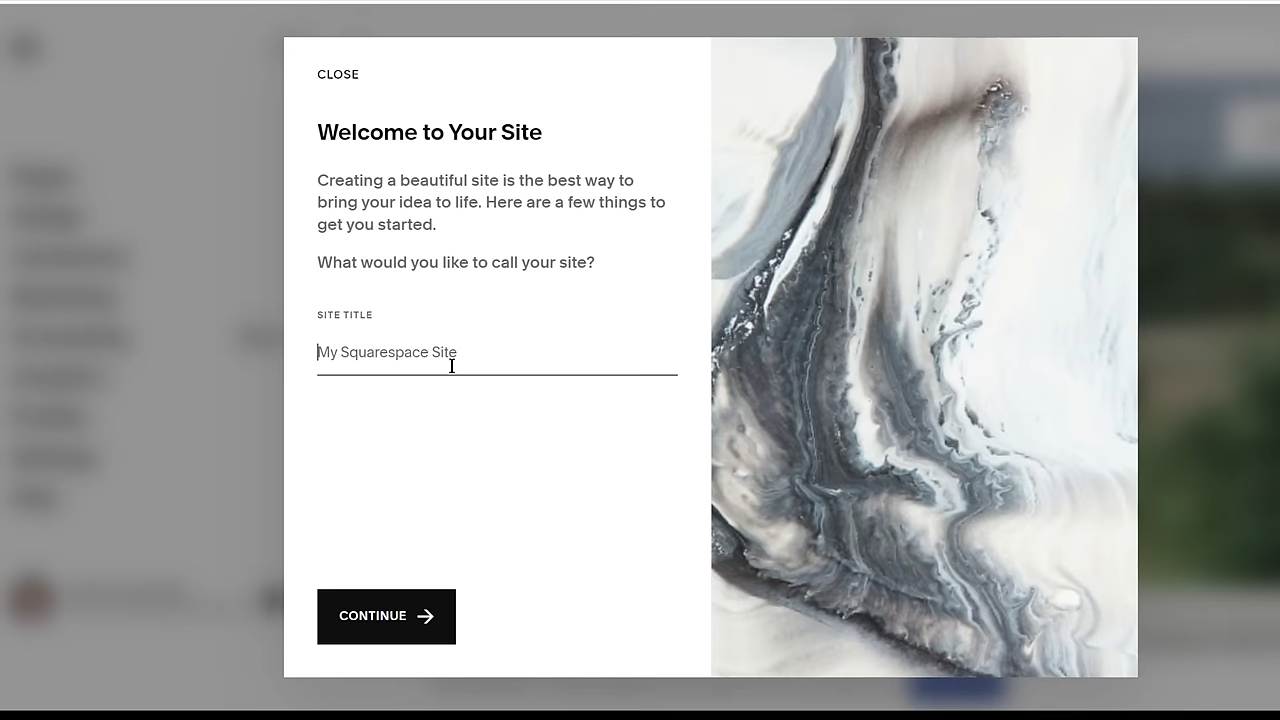 CLOSE
Welcome to Your Site
Creating a beautiful site is the best way to
bring your idea to life. Here are a few things to
get you started.
What would you like to call your site?
SITE TITLE
My Squarespace Site
CONTINUE